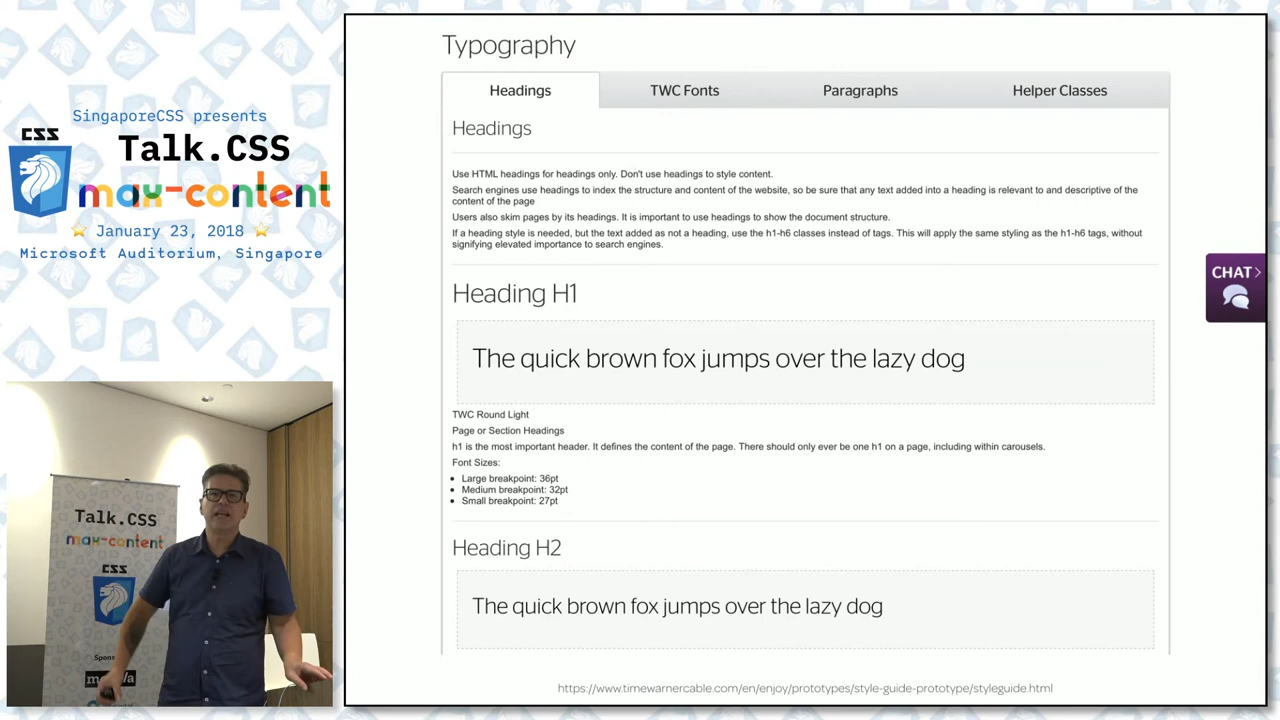 SingaporeCSS presents
CSS
Talk.CSS
max-content
⭐ January 23, 2018 ⭐
Microsoft Auditorium, Singapore
Talk.CSS
max-content
CSS
Typography
Headings
TWC Fonts
Paragraphs
Helper Classes
Headings
Use HTML headings for headings only. Don't use headings to style content.
Search engines use headings to index the structure and content of the website, so be sure that any text added into a heading is relevant to and descriptive of the
content of the page
Users also skim pages by its headings. It is important to use headings to show the document structure.
If a heading style is needed, but the text added as not a heading, use the h1-h6 classes instead of tags. This will apply the same styling as the h1-h6 tags, without
signifying elevated importance to search engines.
Heading H1
The quick brown fox jumps over the lazy dog
TWC Round Light
Page or Section Headings
h1 is the most important header. It defines the content of the page. There should only ever be one h1 on a page, including within carousels.
Font Sizes:
• Large breakpoint: 36pt
• Medium breakpoint: 32pt
• Small breakpoint: 27pt
Heading H2
The quick brown fox jumps over the lazy dog
CHAT >
https://www.timewarnercable.com/en/enjoy/prototypes/style-guide-prototype/styleguide.html